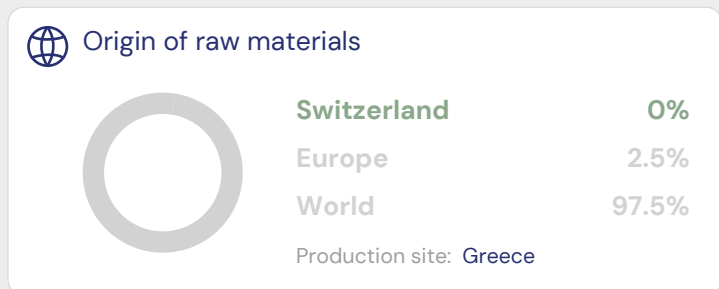 Origin of raw materials
Switzerland 0%
Europe 2.5%
World 97.5%
Production site: Greece